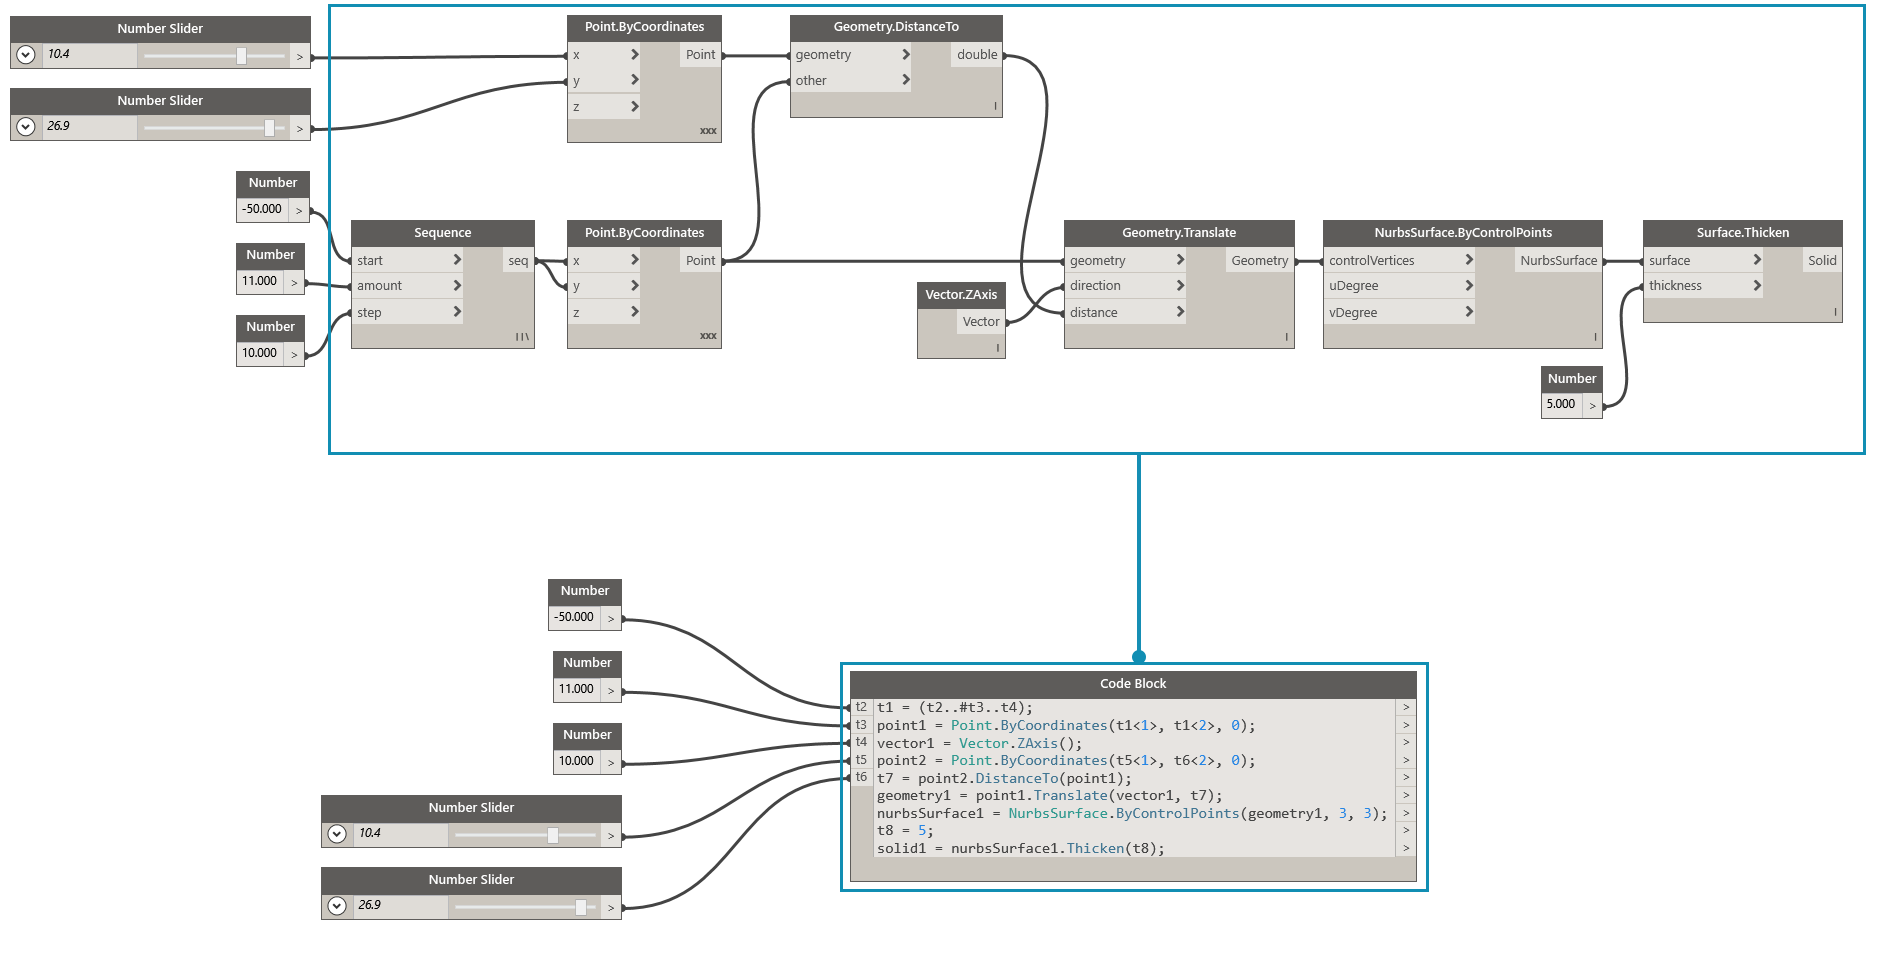 Number Slider
10.4
>
Number Slider
26.9
>
Number
-50.000 >
Number
11.000 >
Number
10.000 >
Sequence
start > seq
amount >
step >
| | \
Point.ByCoordinates
x > Point
y >
z >
xxx
Point.ByCoordinates
x > Point
y >
z >
xxx
Geometry.DistanceTo
geometry > double
other >
|
Vector.ZAxis
Vector
|
Geometry.Translate
geometry > Geometry
direction >
distance >
|
NurbsSurface.ByControlPoints
controlVertices > NurbsSurface
uDegree >
vDegree >
|
Surface.Thicken
surface > Solid
thickness >
|
Number
5.000 >
Number
-50.000 >
Number
11.000 >
Number
10.000 >
Number Slider
10.4 >
Number Slider
26.9 >
Code Block
t2 t1 = (t2..#t3..t4); >
t3 point1 = Point.ByCoordinates(t1<1>, t1<2>, 0); >
t4 vector1 = Vector.ZAxis(); >
t5 point2 = Point.ByCoordinates(t5<1>, t6<2>, 0); >
t6 t7 = point2.DistanceTo(point1); >
geometry1 = point1.Translate(vector1, t7); >
nurbsSurface1 = NurbsSurface.ByControlPoints(geometry1, 3, 3); >
t8 = 5; >
solid1 = nurbsSurface1.Thicken(t8); >